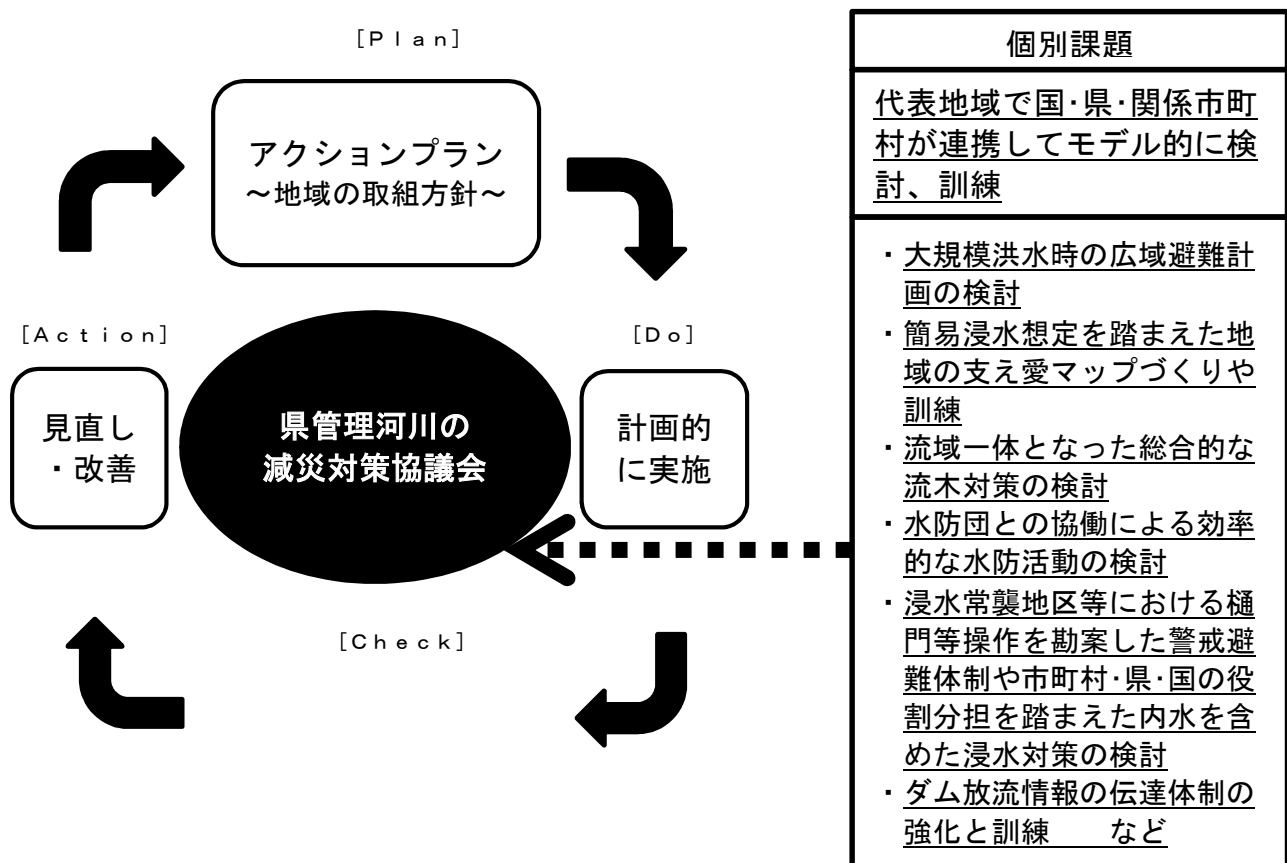 ［Ｐｌａｎ］
アクションプラン
～地域の取組方針～
［Ａｃｔｉｏｎ］
［Ｄｏ］
見直し
・改善
県管理河川の
減災対策協議会
計画的
に実施
［Ｃｈｅｃｋ］
個別課題
代表地域で国･県･関係市町
村が連携してモデル的に検
討、訓練
・大規模洪水時の広域避難計
画の検討
・簡易浸水想定を踏まえた地
域の支え愛マップづくりや
訓練
・流域一体となった総合的な
流木対策の検討
・水防団との協働による効率
的な水防活動の検討
・浸水常襲地区等における樋
門等操作を勘案した警戒避
難体制や市町村･県･国の役
割分担を踏まえた内水を含
めた浸水対策の検討
・ダム放流情報の伝達体制の
強化と訓練　　など